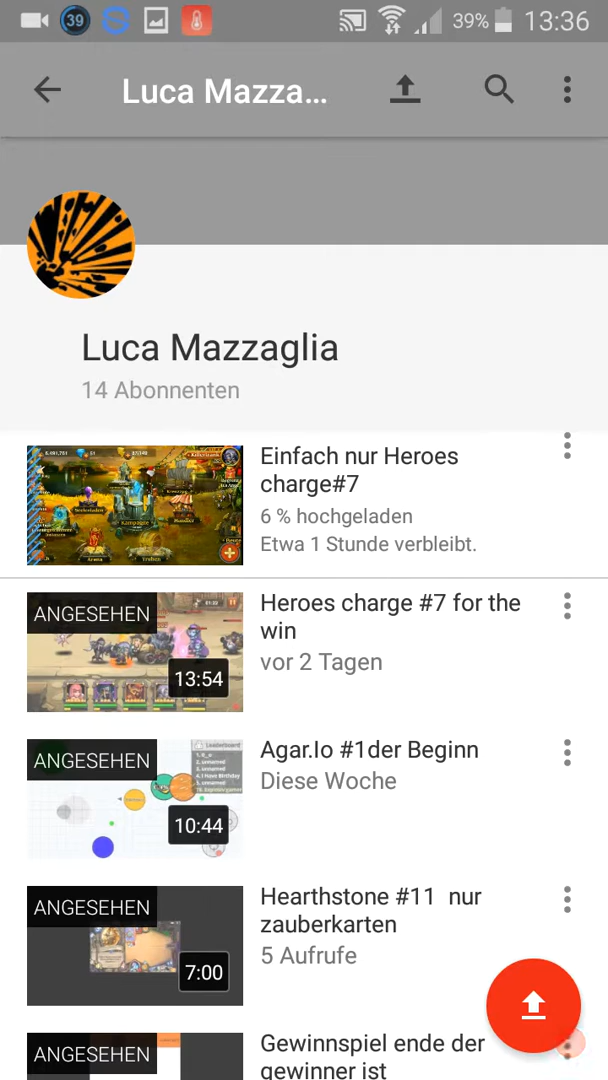 39
39%
13:36
Luca Mazza...
Luca Mazzaglia
14 Abonnenten
Einfach nur Heroes
charge#7
6 % hochgeladen
Etwa 1 Stunde verbleibt.
ANGESEHEN
13:54
Heroes charge #7 for the
win
vor 2 Tagen
ANGESEHEN
10:44
Agar.Io #1der Beginn
Diese Woche
ANGESEHEN
7:00
Hearthstone #11 nur
zauberkarten
5 Aufrufe
ANGESEHEN
Gewinnspiel ende der
gewinner ist